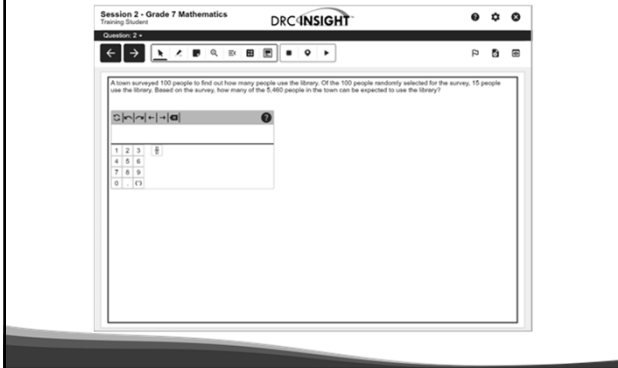 Session 2 - Grade 7 Mathematics
Training Student
DRC INSIGHT
Question: 2
A town surveyed 100 people to find out how many people use the library. Of the 100 people randomly selected for the survey, 15 people
use the library. Based on the survey, how many of the 5,460 people in the town can be expected to use the library?
1 2 3
4 5 6
7 8 9
0 .